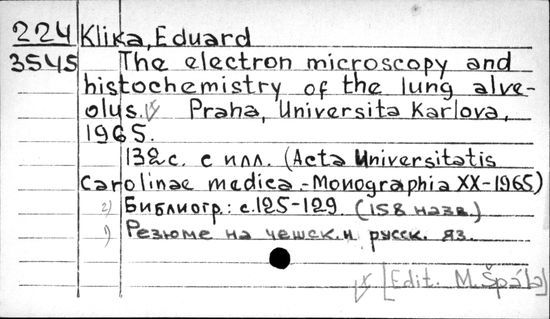 224 Klika, Eduard
3545 The electron microscopy and
histochemistry of the lung alve-
olus. Praha, Universita Karlova,
1965.
132 с. с илл. (Acta Universitatis
Carolinae medica - Monographia XX-1965)
2) Библиогр.: с.125-129 (158 назв.)
1) Резюме на чешск. и русск. яз.
[Edit. M. Špála]